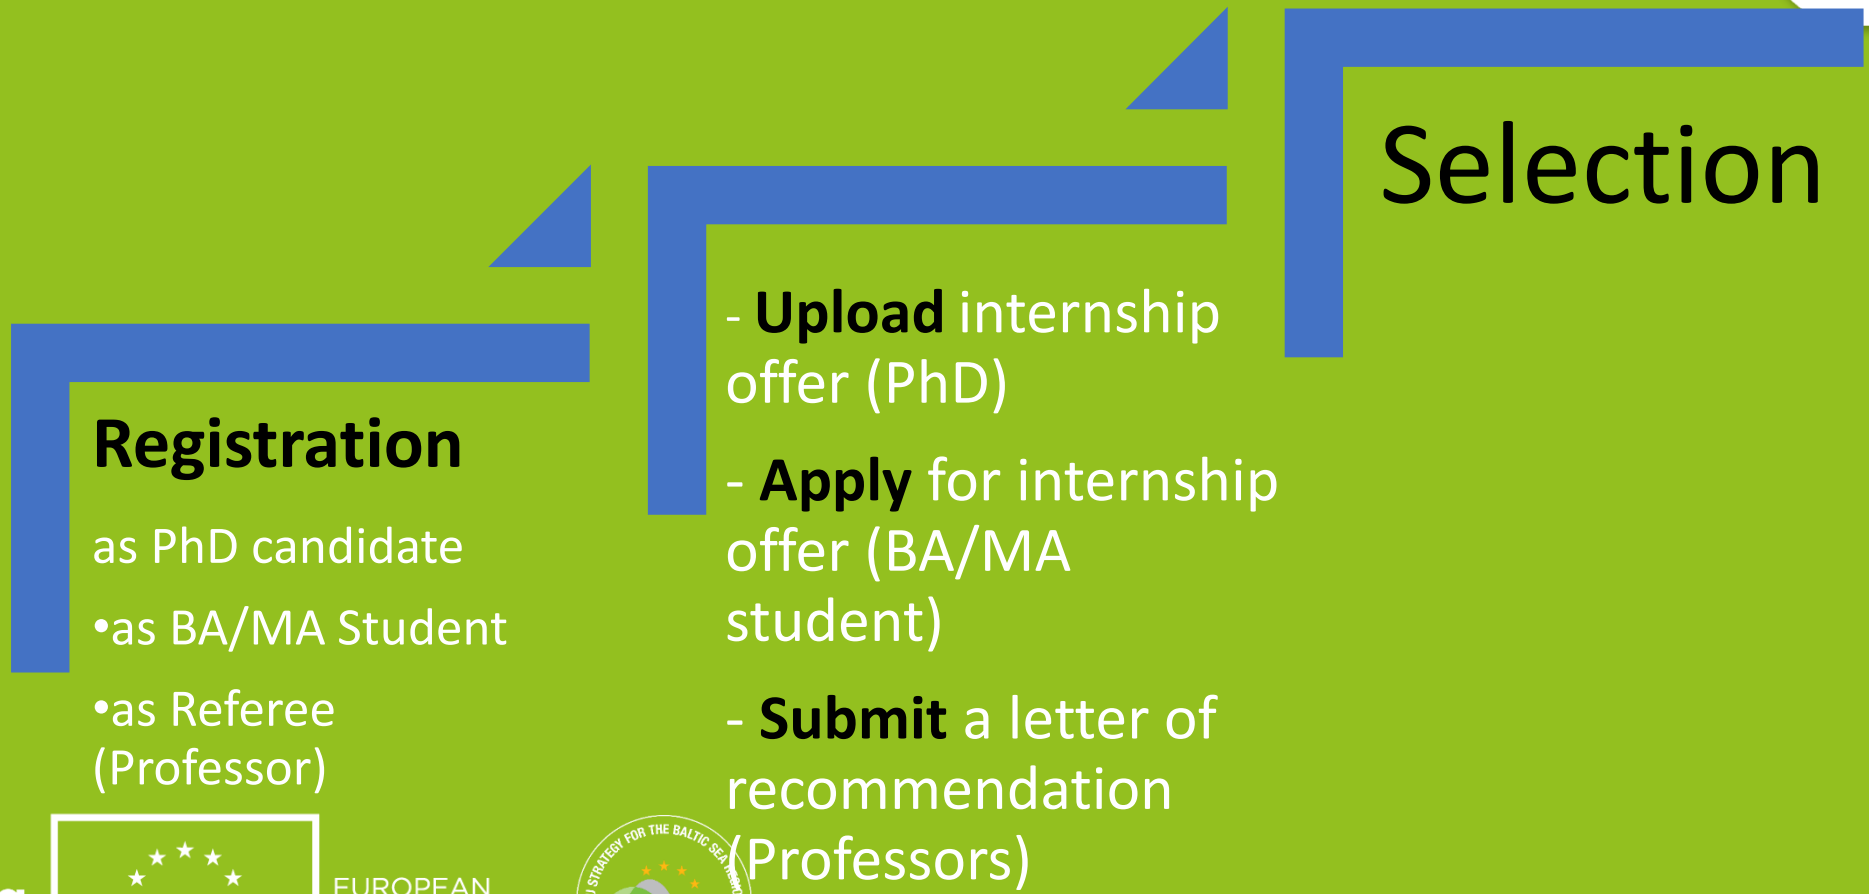 Registration
as PhD candidate
•as BA/MA Student
•as Referee
(Professor)
- Upload internship
offer (PhD)
- Apply for internship
offer (BA/MA
student)
- Submit a letter of
recommendation
(Professors)
Selection
EUROPEAN
STRATEGY FOR THE BALTIC SEA